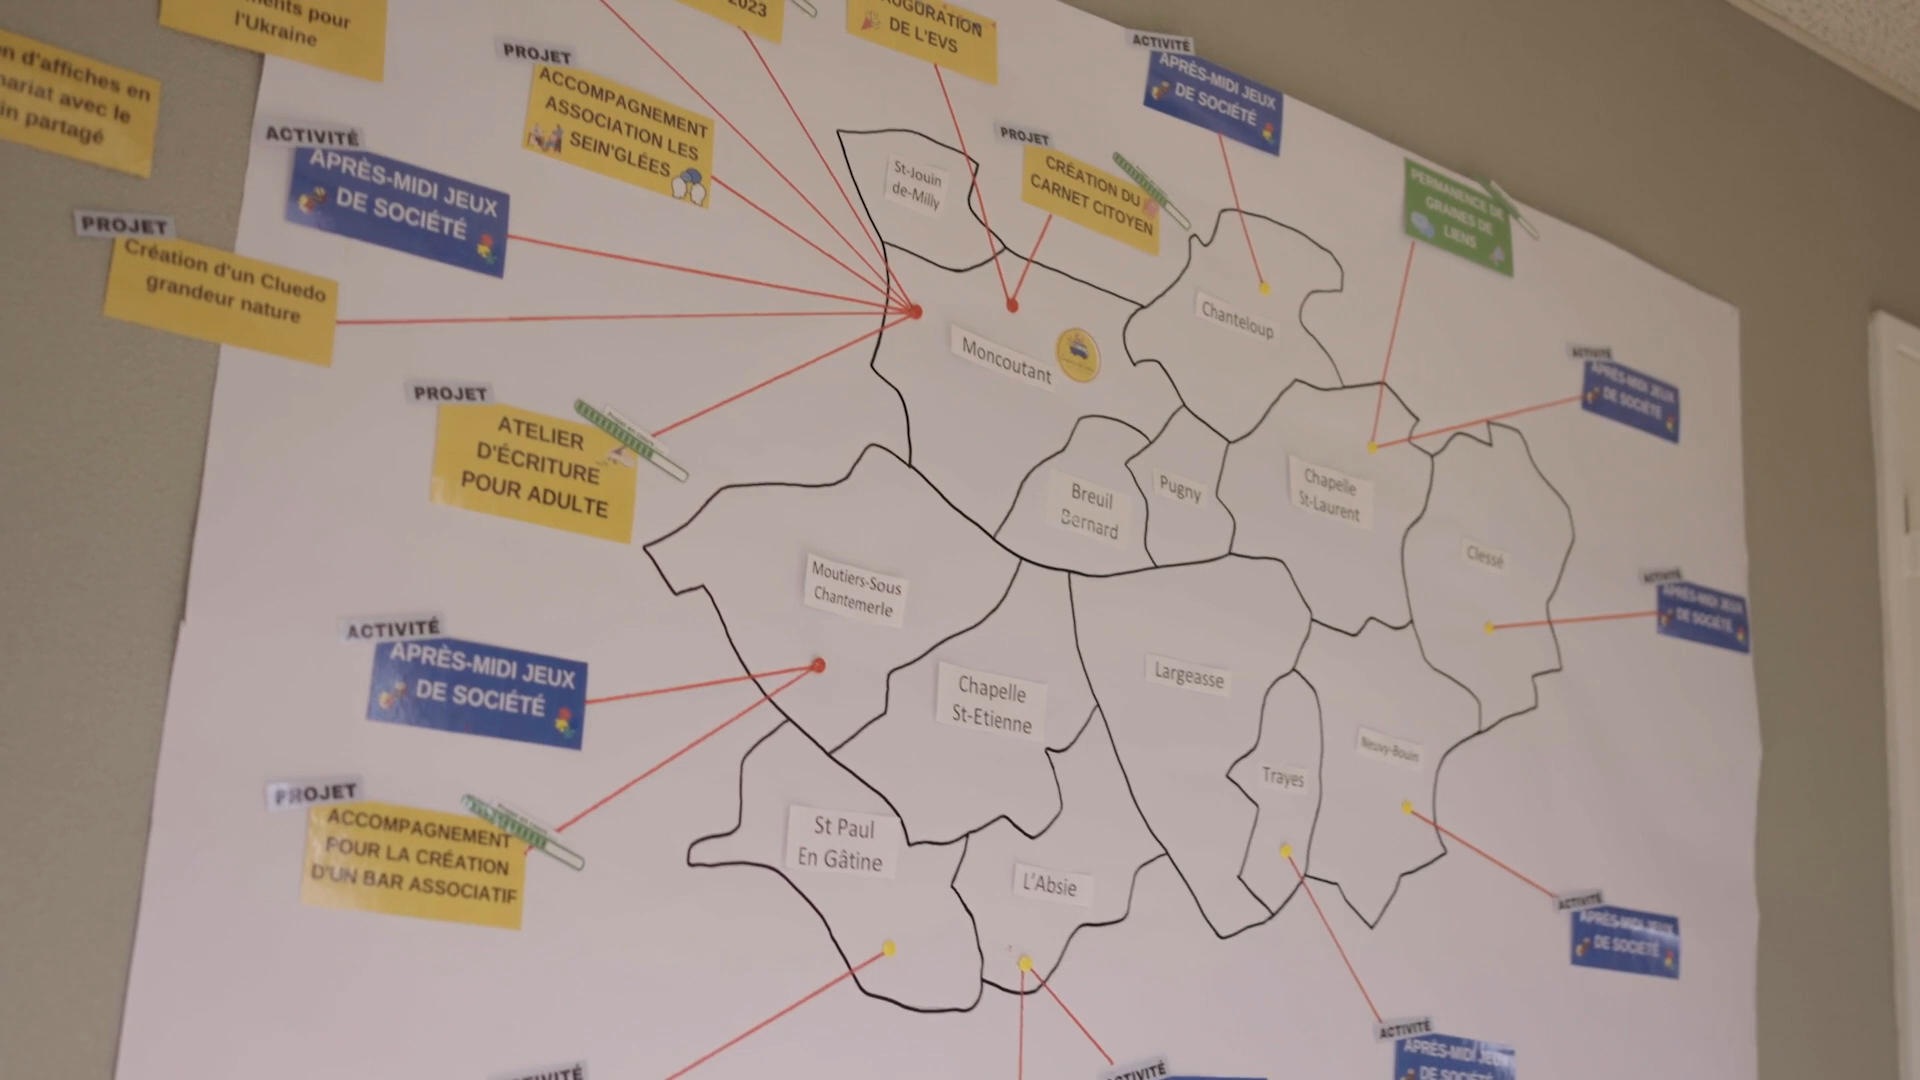 pour
l'Ukraine
2023
DE L'EVS
d'affiches en
avec le
partagé
PROJET
ACCOMPAGNEMENT
ASSOCIATION LES
SEIN'GLÉES
ACTIVITÉ
APRÈS-MIDI JEUX
DE SOCIÉTÉ
ACTIVITÉ
APRÈS-MIDI JEUX
DE SOCIÉTÉ
PROJET
CRÉATION DU
CARNET CITOYEN
PERMANENCE DE
GRAINES DE
LIENS
PROJET
Création d'un Cluedo
grandeur nature
St-Jouin
de-Milly
Chanteloup
Moncoutant
ACTIVITÉ
APRÈS-MIDI JEUX
DE SOCIÉTÉ
PROJET
ATELIER
D'ÉCRITURE
POUR ADULTE
Breuil
Bernard
Pugny
Chapelle
St-Laurent
Clessé
Moutiers-Sous
Chantemerle
ACTIVITÉ
APRÈS-MIDI JEUX
DE SOCIÉTÉ
ACTIVITÉ
APRÈS-MIDI JEUX
DE SOCIÉTÉ
Chapelle
St-Etienne
Largeasse
Trayes
Neuvy-Bouin
PROJET
ACCOMPAGNEMENT
POUR LA CRÉATION
D'UN BAR ASSOCIATIF
St Paul
En Gâtine
L'Absie
ACTIVITÉ
APRÈS-MIDI JEUX
DE SOCIÉTÉ
ACTIVITÉ
APRÈS-MIDI JEUX
DE SOCIÉTÉ
ACTIVITÉ